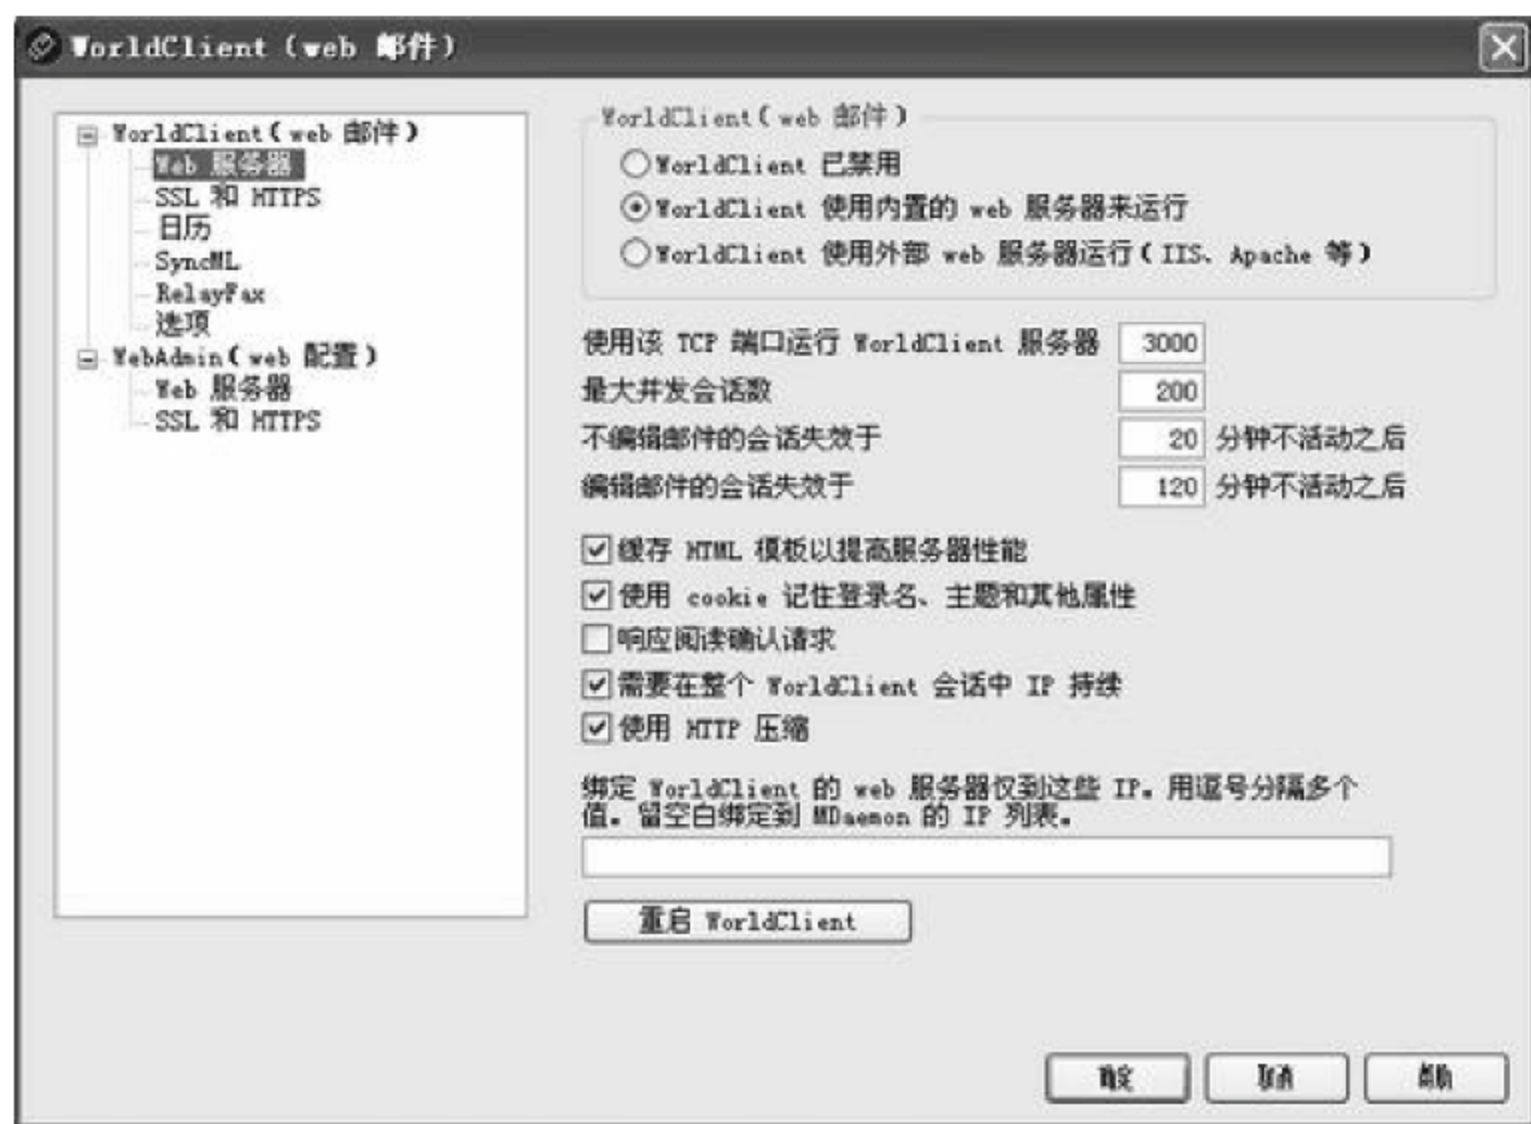 WorldClient(web 邮件)
WorldClient(web 邮件)
Web 服务器
SSL 和 HTTPS
日历
SyncML
RelayFax
选项
WebAdmin(web 配置)
Web 服务器
SSL 和 HTTPS
WorldClient(web 邮件)
WorldClient 已禁用
WorldClient 使用内置的 web 服务器来运行
WorldClient 使用外部 web 服务器运行(IIS、Apache 等)
使用该 TCP 端口运行 WorldClient 服务器 3000
最大并发会话数 200
不编辑邮件的会话失效于 20 分钟不活动之后
编辑邮件的会话失效于 120 分钟不活动之后
缓存 HTML 模板以提高服务器性能
使用 cookie 记住登录名、主题和其他属性
响应阅读确认请求
需要在整个 WorldClient 会话中 IP 持续
使用 HTTP 压缩
绑定 WorldClient 的 web 服务器仅到这些 IP。用逗号分隔多个
值。留空白绑定到 MDaemon 的 IP 列表。
重启 WorldClient
确定 取消 帮助